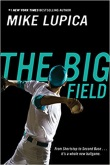 #1 NEW YORK TIMES BESTSELLING AUTHOR
MIKE LUPICA
THE BIG
FIELD
From Shortstop to Second Base . . .
it's a whole new ballgame.